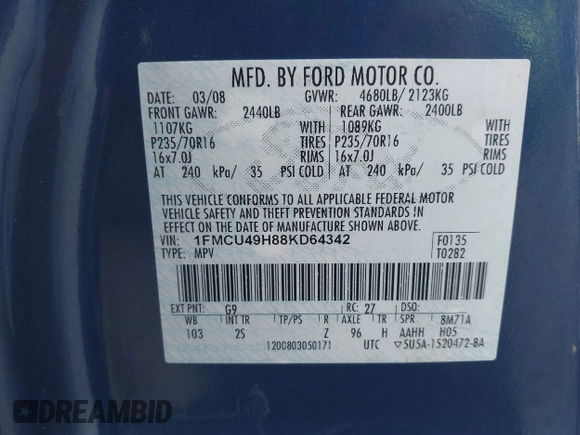 MFD. BY FORD MOTOR CO.
DATE: 03/08 GVWR: 4680LB/ 2123KG
FRONT GAWR: 2440LB REAR GAWR: 2400LB
1107KG WITH 1089KG WITH
P235/70R16 TIRES P235/70R16 TIRES
16x7.0J RIMS 16x7.0J RIMS
AT 240 kPa/ 35 PSI COLD AT 240 kPa/ 35 PSI COLD
THIS VEHICLE CONFORMS TO ALL APPLICABLE FEDERAL MOTOR
VEHICLE SAFETY AND THEFT PREVENTION STANDARDS IN
EFFECT ON THE DATE OF MANUFACTURE SHOWN ABOVE.
VIN: 1FMCU49H88KD64342 F0135
TYPE: MPV T0282
EXT PNT: G9 RC: 27 DSO:
WB INT TR TP/PS R AXLE TR SPR BM71A
103 2S Z 96 H AAHH H05
1200803050171 UTC ▽5U5A-1520472-BA
DREAMBID